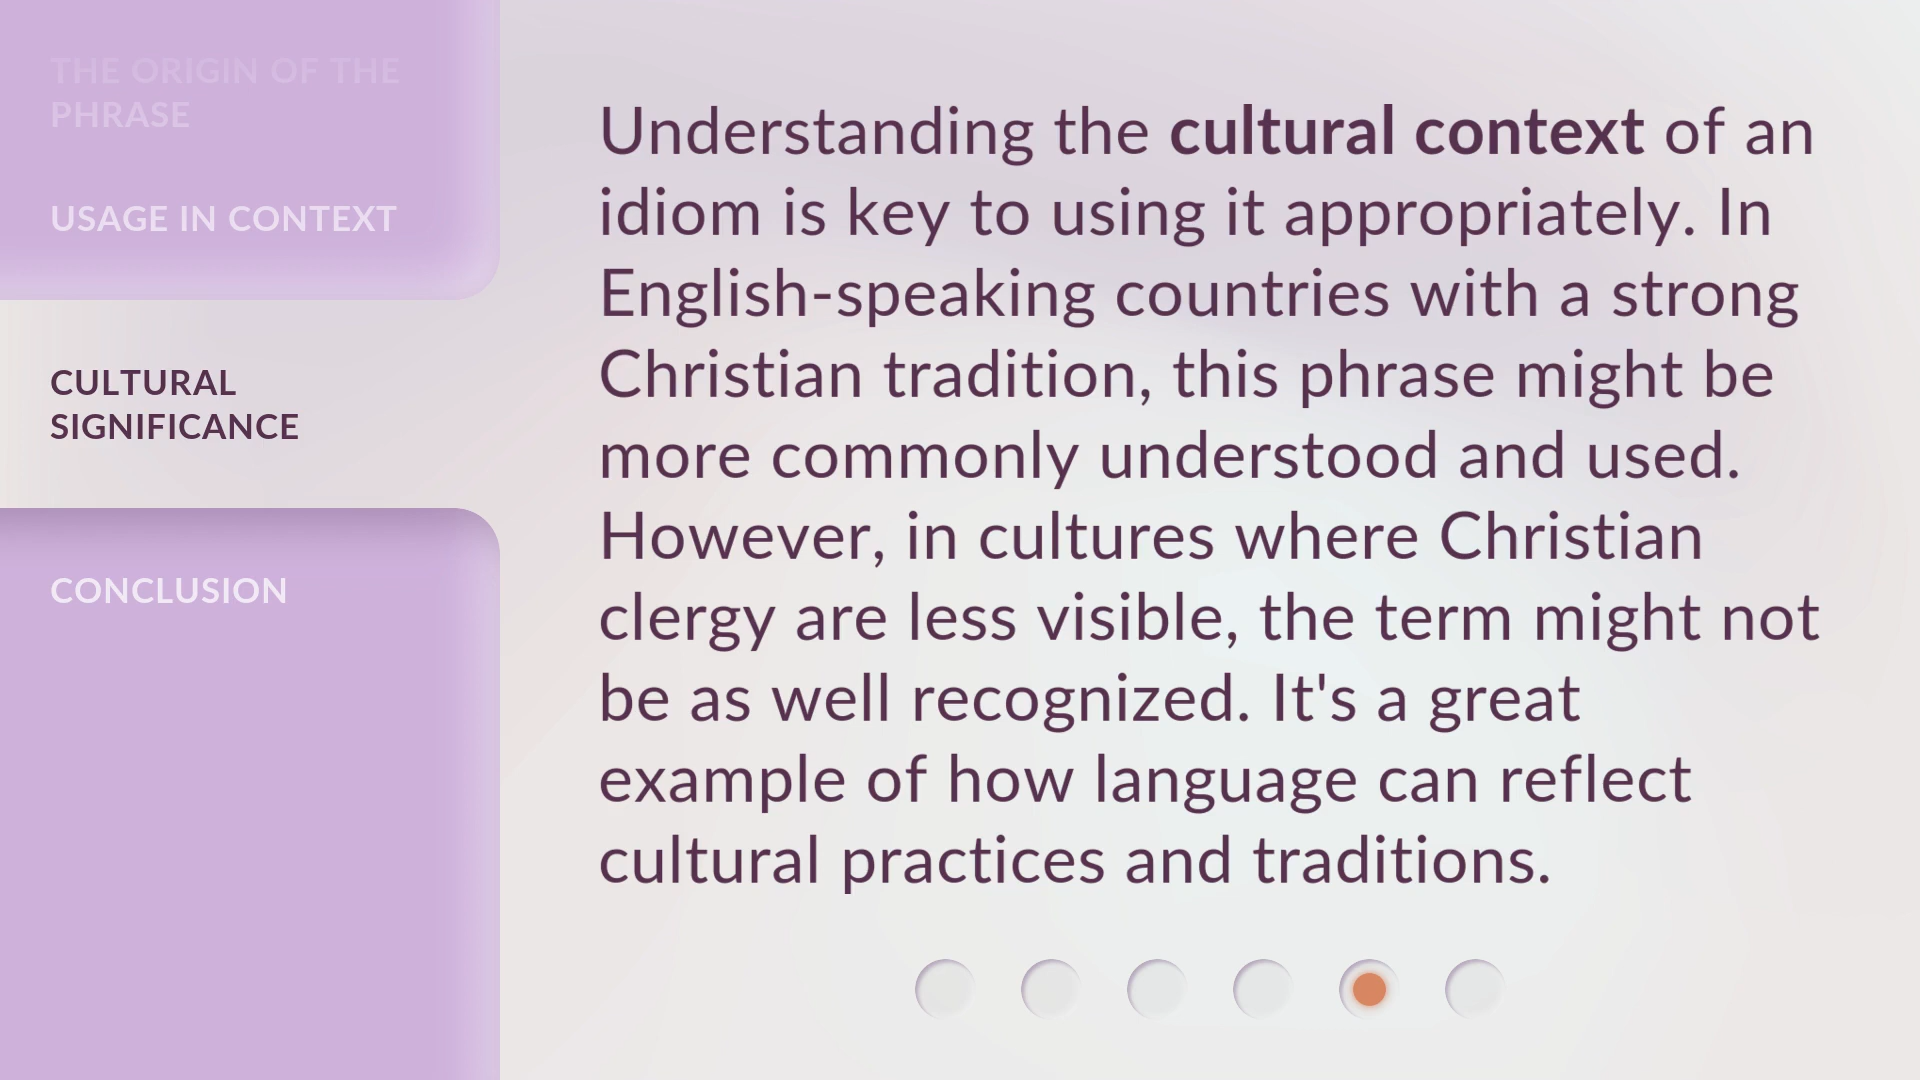 THE ORIGIN OF THE
PHRASE
USAGE IN CONTEXT
CULTURAL
SIGNIFICANCE
CONCLUSION
Understanding the cultural context of an
idiom is key to using it appropriately. In
English-speaking countries with a strong
Christian tradition, this phrase might be
more commonly understood and used.
However, in cultures where Christian
clergy are less visible, the term might not
be as well recognized. It's a great
example of how language can reflect
cultural practices and traditions.